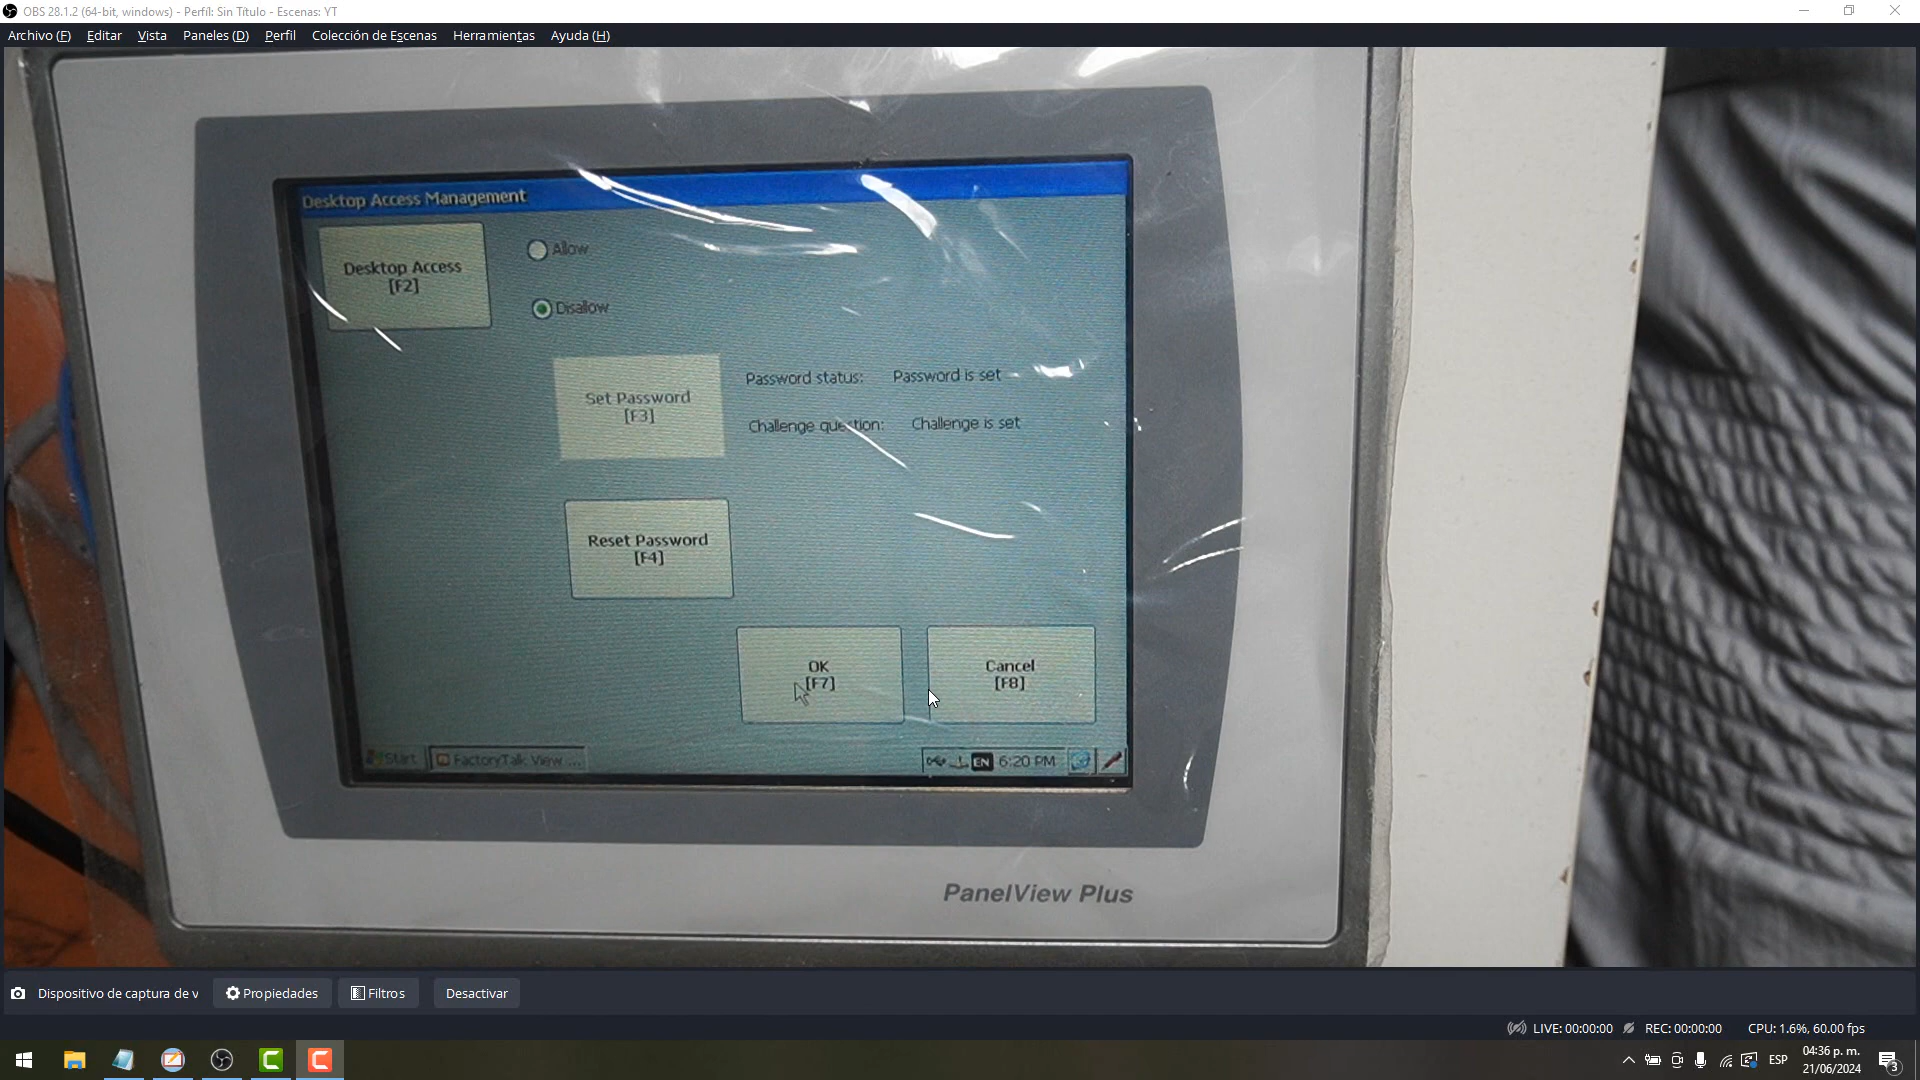 OBS 28.1.2 (64-bit, windows) - Perfil: Sin Título - Escenas: YT
Archivo (F) Editar Vista Paneles (D) Perfil Colección de Escenas Herramientas Ayuda (H)
Desktop Access Management
Desktop Access
[F2]
Allow
Disallow
Set Password
[F3]
Password status: Password is set
Challenge question: Challenge is set
Reset Password
[F4]
OK
[F7]
Cancel
[F8]
Start FactoryTalk View ... EN 6:20 PM
PanelView Plus
Dispositivo de captura de v Propiedades Filtros Desactivar
LIVE: 00:00:00 REC: 00:00:00 CPU: 1.6%, 60.00 fps
ESP 04:36 p. m.
21/06/2024 3